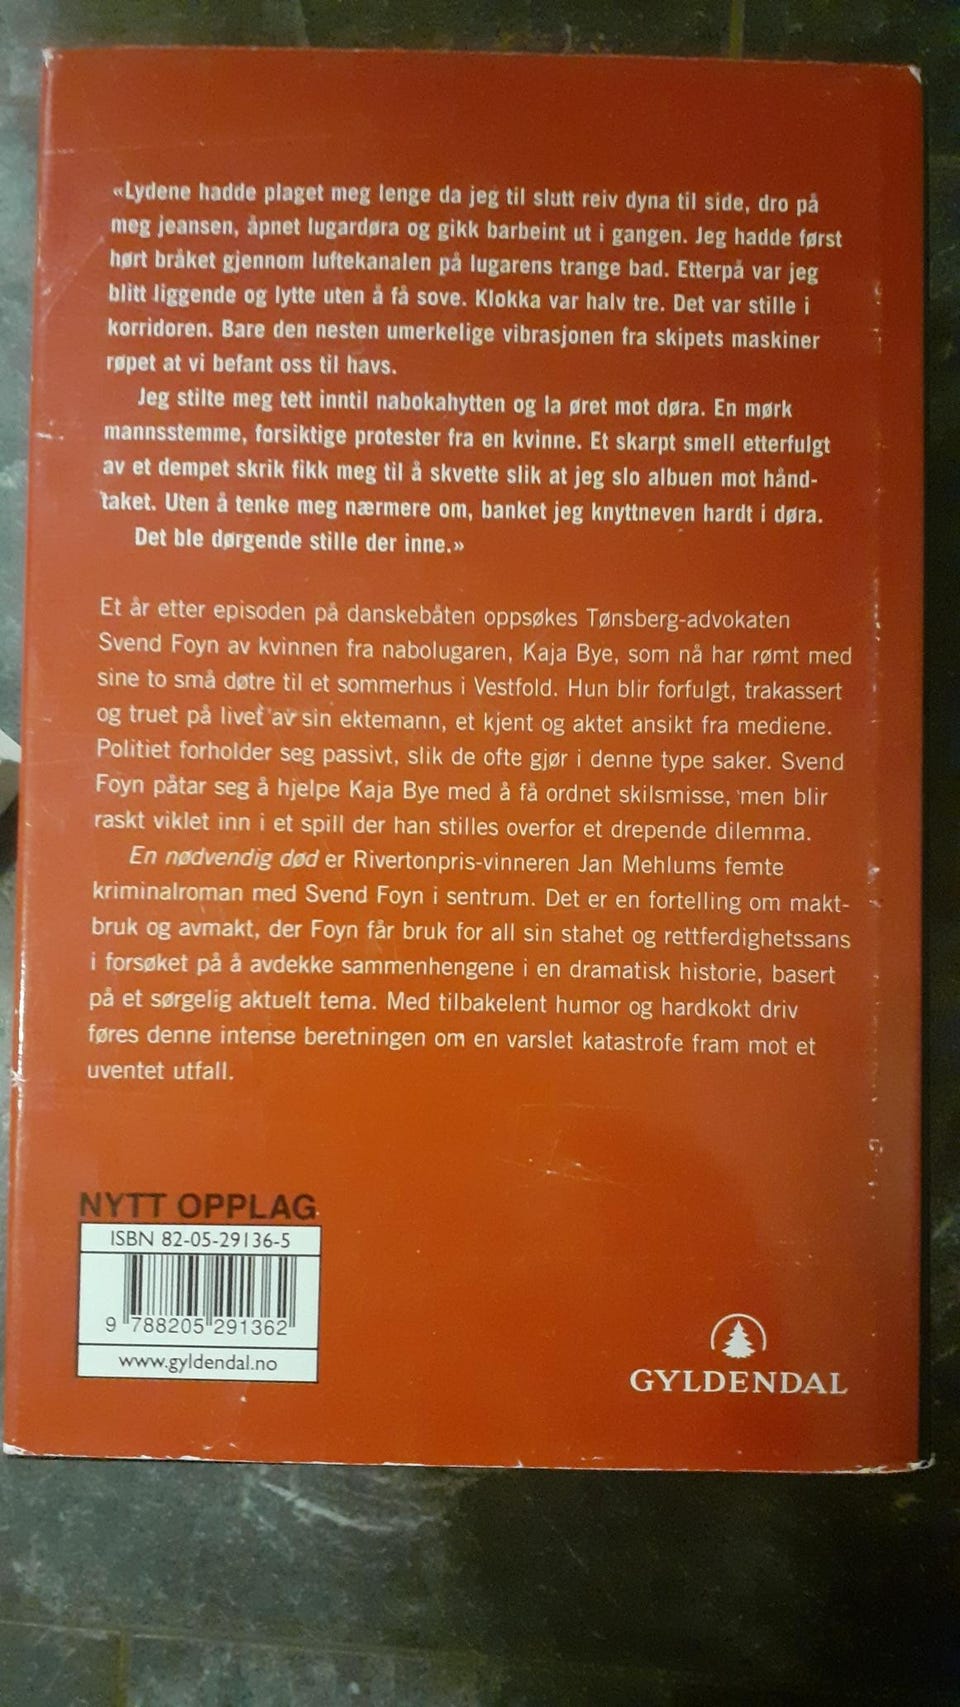 «Lydene hadde plaget meg lenge da jeg til slutt reiv dyna til side, dro på
meg jeansen, åpnet lugardøra og gikk barbeint ut i gangen. Jeg hadde først
hørt bråket gjennom luftekanalen på lugarens trange bad. Etterpå var jeg
blitt liggende og lytte uten å få sove. Klokka var halv tre. Det var stille i
korridoren. Bare den nesten umerkelige vibrasjonen fra skipets maskiner
røpet at vi befant oss til havs.
Jeg stilte meg tett inntil nabokahytten og la øret mot døra. En mørk
mannsstemme, forsiktige protester fra en kvinne. Et skarpt smell etterfulgt
av et dempet skrik fikk meg til å skvette slik at jeg slo albuen mot hånd-
taket. Uten å tenke meg nærmere om, banket jeg knyttneven hardt i døra.
Det ble dørgende stille der inne.»
Et år etter episoden på danskebåten oppsøkes Tønsberg-advokaten
Svend Foyn av kvinnen fra nabolugaren, Kaja Bye, som nå har rømt med
sine to små døtre til et sommerhus i Vestfold. Hun blir forfulgt, trakassert
og truet på livet av sin ektemann, et kjent og aktet ansikt fra mediene.
Politiet forholder seg passivt, slik de ofte gjør i denne type saker. Svend
Foyn påtar seg å hjelpe Kaja Bye med å få ordnet skilsmisse, men blir
raskt viklet inn i et spill der han stilles overfor et drepende dilemma.
En nødvendig død er Rivertonpris-vinneren Jan Mehlums femte
kriminalroman med Svend Foyn i sentrum. Det er en fortelling om makt-
bruk og avmakt, der Foyn får bruk for all sin stahet og rettferdighetssans
i forsøket på å avdekke sammenhengene i en dramatisk historie, basert
på et sørgelig aktuelt tema. Med tilbakelent humor og hardkokt driv
føres denne intense beretningen om en varslet katastrofe fram mot et
uventet utfall.
NYTT OPPLAG
ISBN 82-05-29136-5
9 788205 291362
www.gyldendal.no
GYLDENDAL